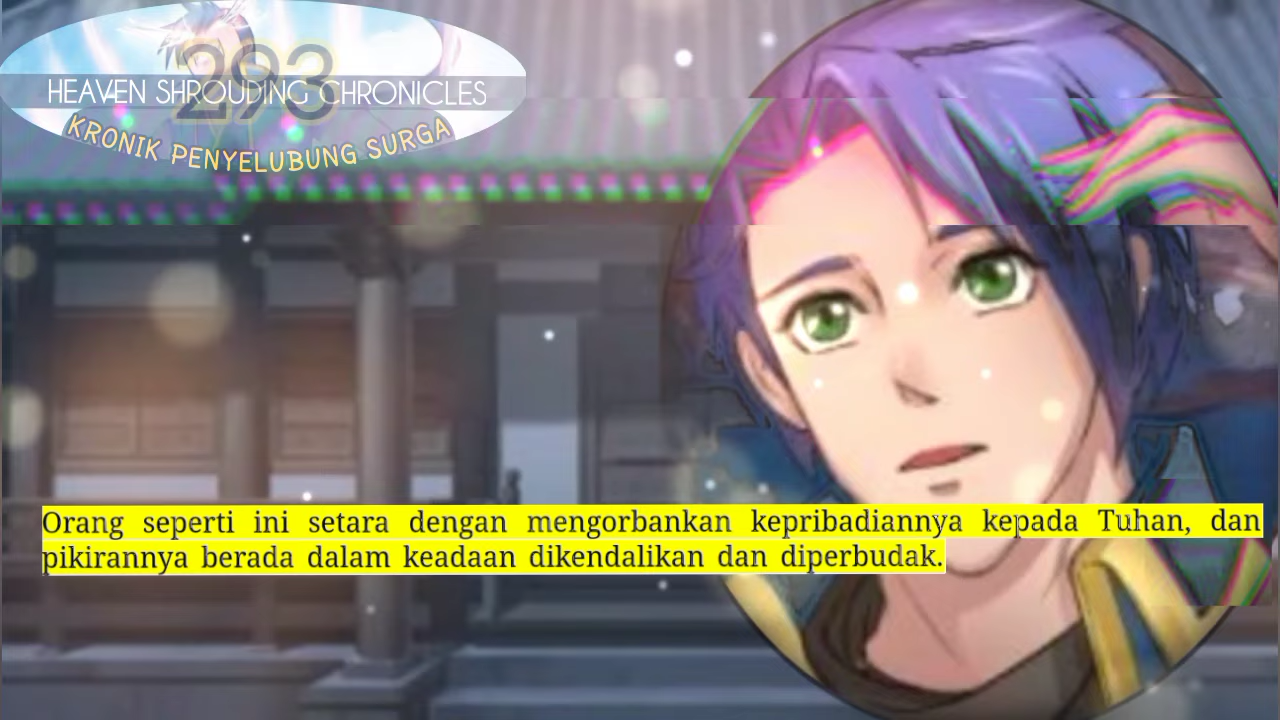 293
HEAVEN SHROUDING CHRONICLES
KRONIK PENYELUBUNG SURGA
Orang seperti ini setara dengan mengorbankan kepribadiannya kepada Tuhan, dan
pikirannya berada dalam keadaan dikendalikan dan diperbudak.